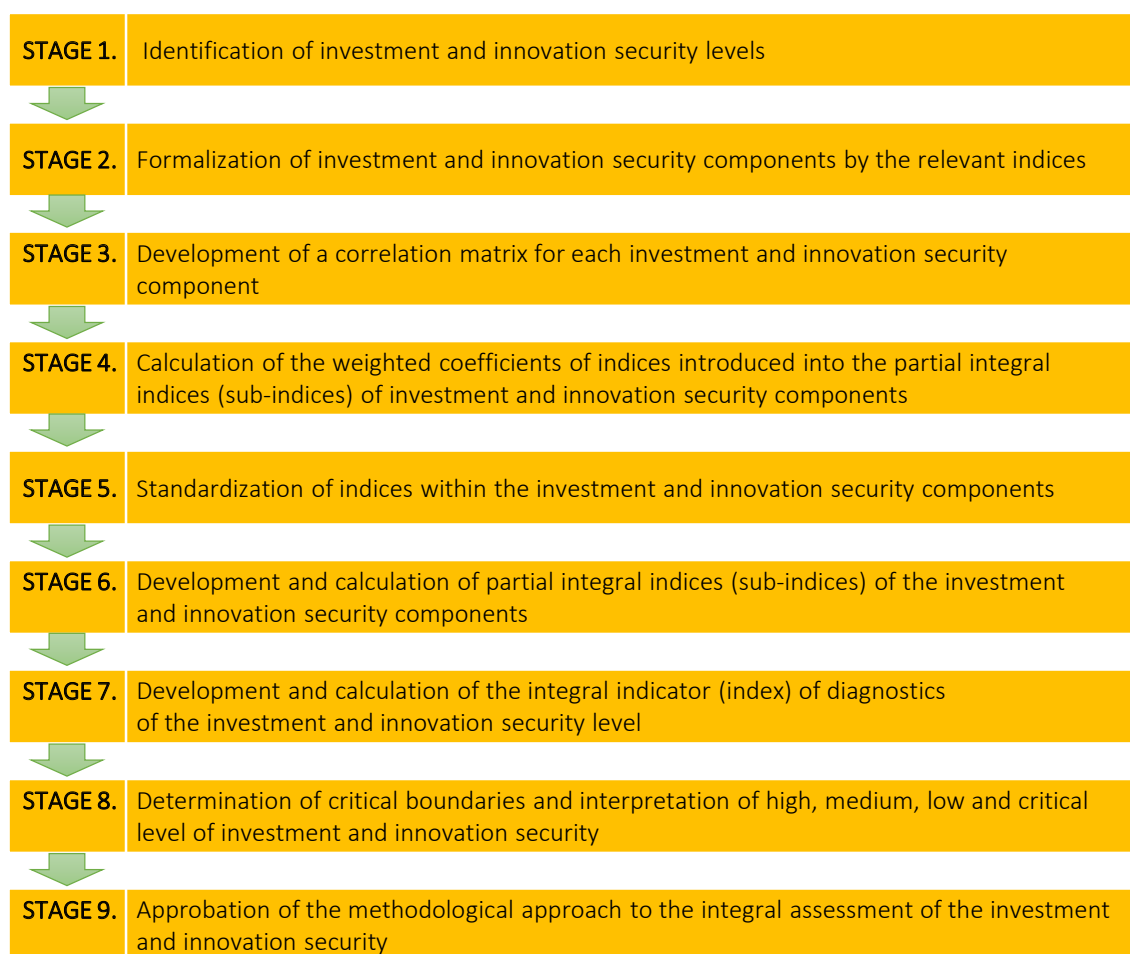 STAGE 1. Identification of investment and innovation security levels
STAGE 2. Formalization of investment and innovation security components by the relevant indices
STAGE 3. Development of a correlation matrix for each investment and innovation security
component
STAGE 4. Calculation of the weighted coefficients of indices introduced into the partial integral
indices (sub-indices) of investment and innovation security components
STAGE 5. Standardization of indices within the investment and innovation security components
STAGE 6. Development and calculation of partial integral indices (sub-indices) of the investment
and innovation security components
STAGE 7. Development and calculation of the integral indicator (index) of diagnostics
of the investment and innovation security level
STAGE 8. Determination of critical boundaries and interpretation of high, medium, low and critical
level of investment and innovation security
STAGE 9. Approbation of the methodological approach to the integral assessment of the investment
and innovation security